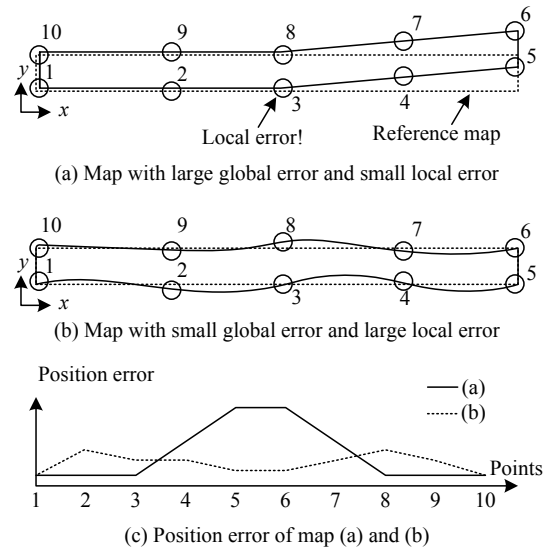 10 9 8 7 6
y 1 2 3 4 5
x Local error! Reference map
(a) Map with large global error and small local error
10 9 8 7 6
y 1 2 3 4 5
x
(b) Map with small global error and large local error
Position error
(a)
(b)
Points
1 2 3 4 5 6 7 8 9 10
(c) Position error of map (a) and (b)